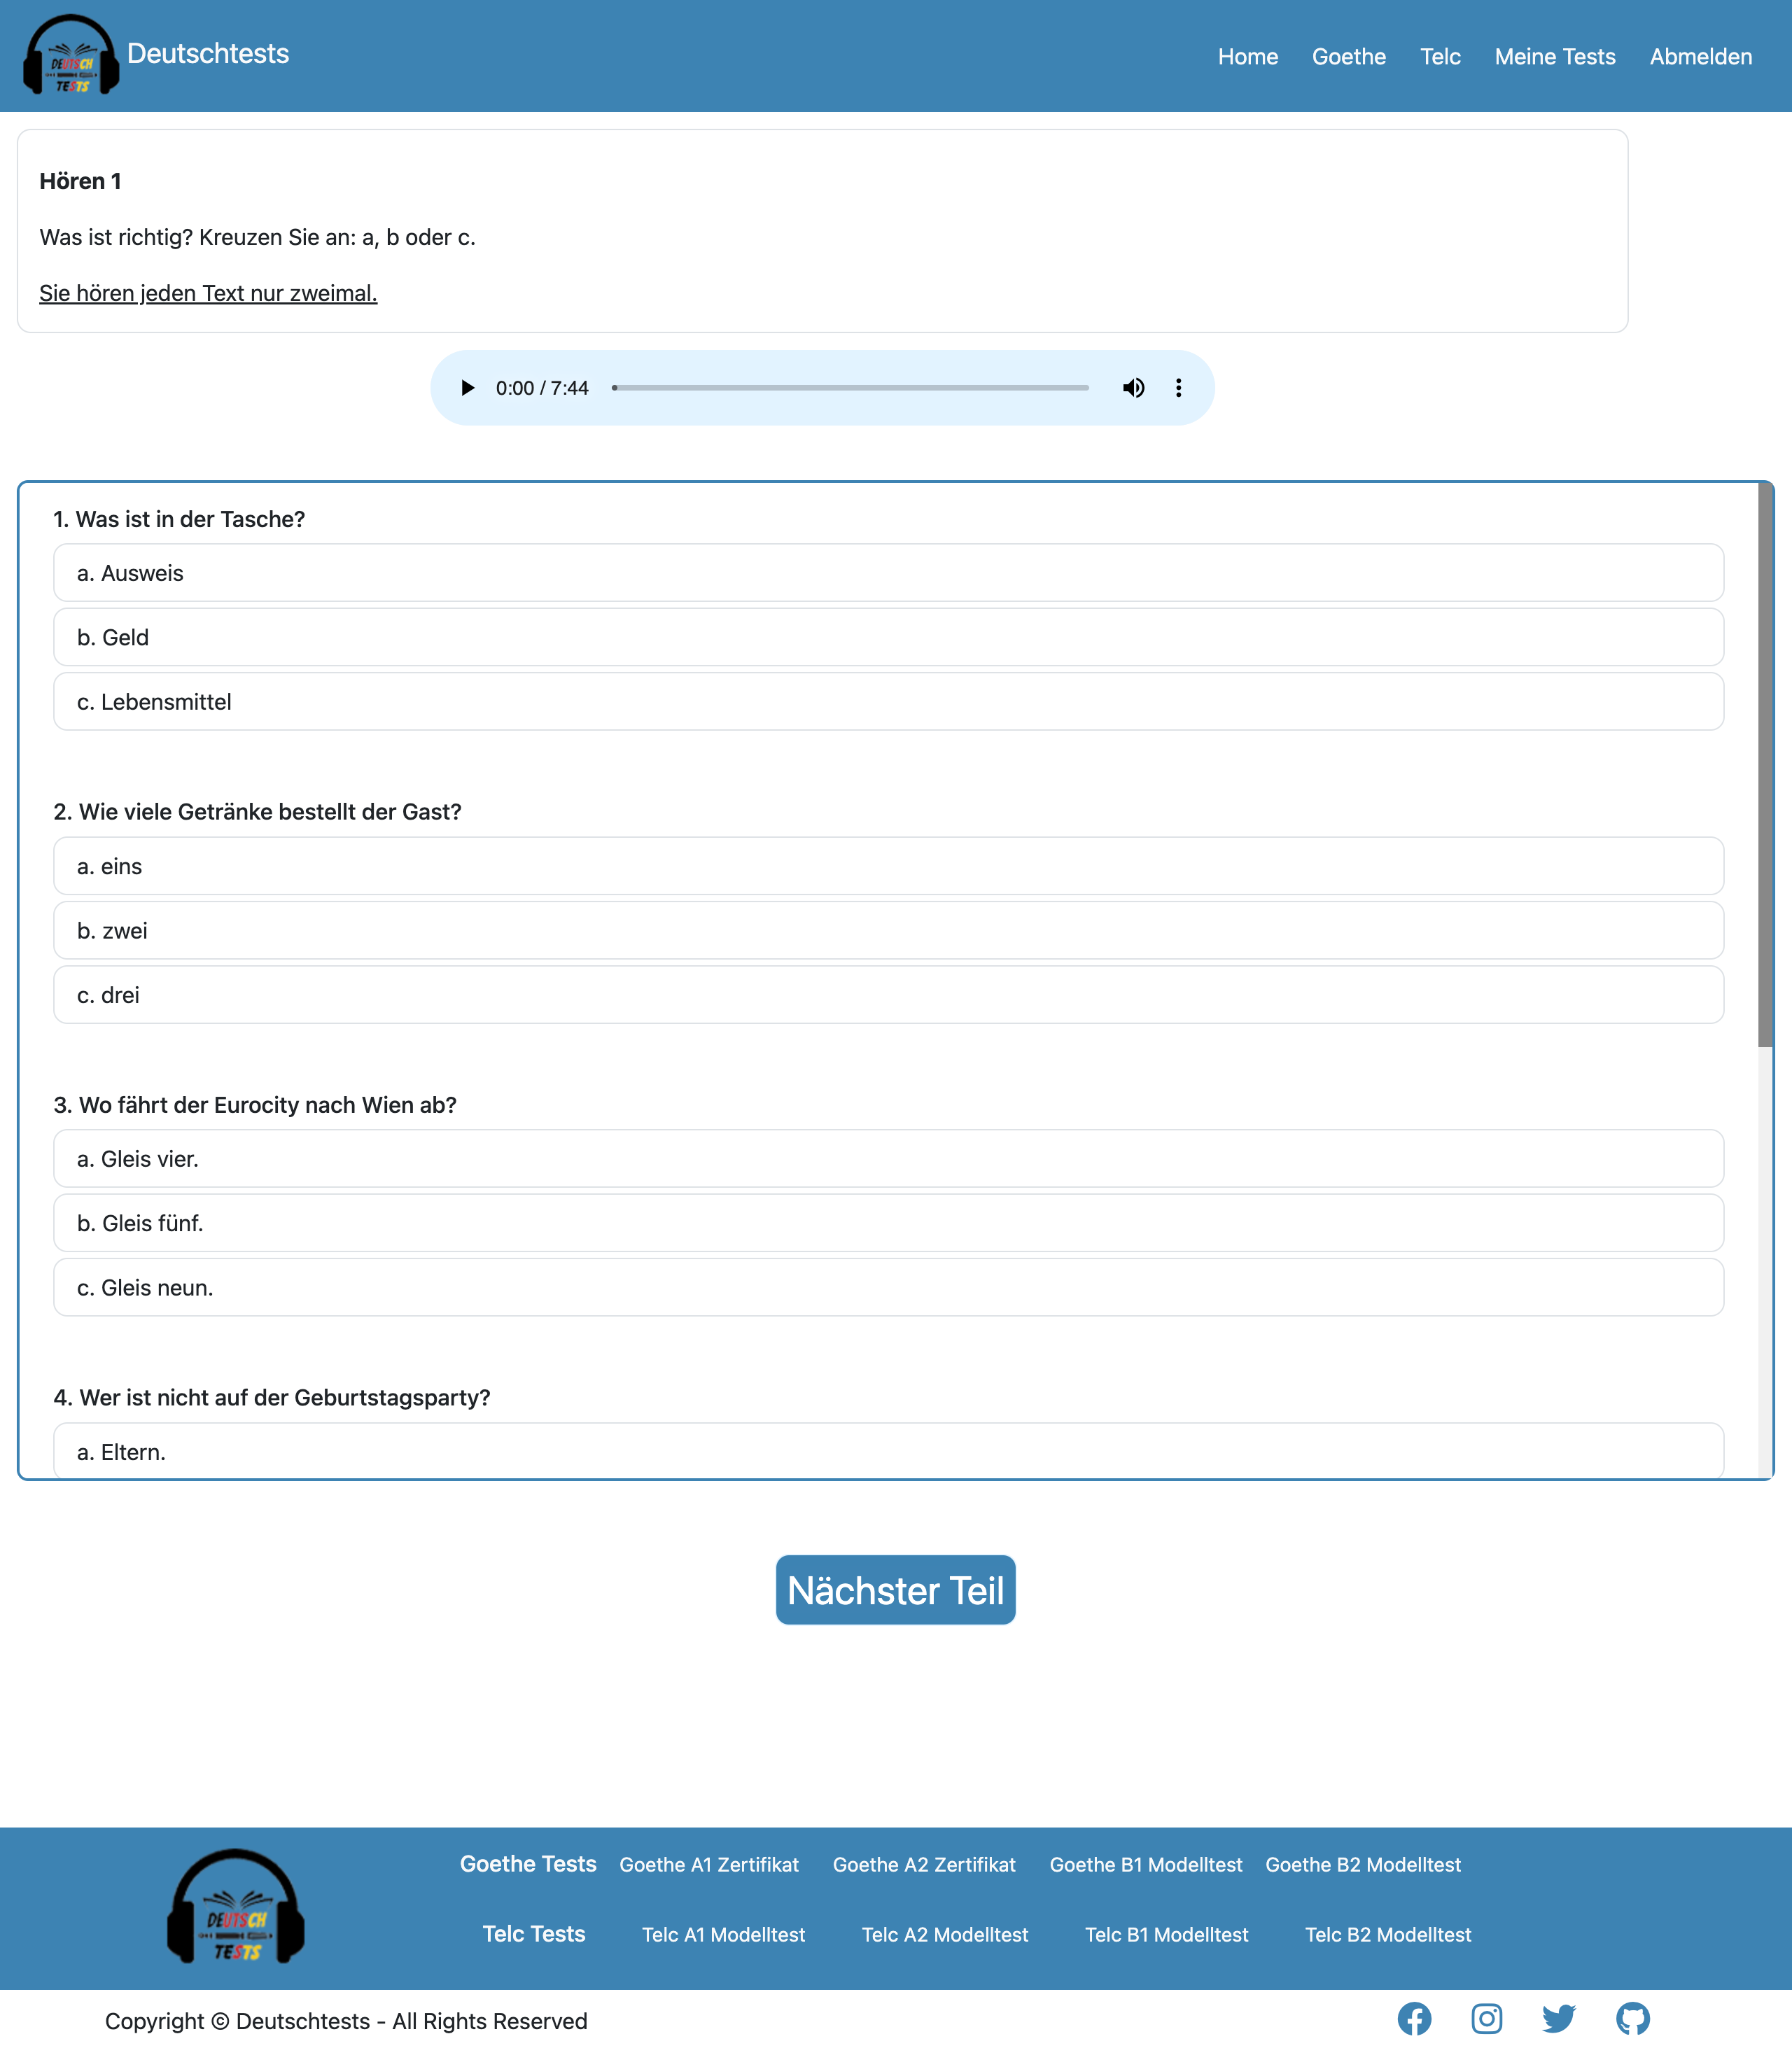 DEUTSCH
TESTS
Deutschtests
Home Goethe Telc Meine Tests Abmelden
Hören 1
Was ist richtig? Kreuzen Sie an: a, b oder c.
Sie hören jeden Text nur zweimal.
0:00 / 7:44
1. Was ist in der Tasche?
a. Ausweis
b. Geld
c. Lebensmittel
2. Wie viele Getränke bestellt der Gast?
a. eins
b. zwei
c. drei
3. Wo fährt der Eurocity nach Wien ab?
a. Gleis vier.
b. Gleis fünf.
c. Gleis neun.
4. Wer ist nicht auf der Geburtstagsparty?
a. Eltern.
Nächster Teil
DEUTSCH
TESTS
Goethe Tests Goethe A1 Zertifikat Goethe A2 Zertifikat Goethe B1 Modelltest Goethe B2 Modelltest
Telc Tests Telc A1 Modelltest Telc A2 Modelltest Telc B1 Modelltest Telc B2 Modelltest
Copyright © Deutschtests - All Rights Reserved